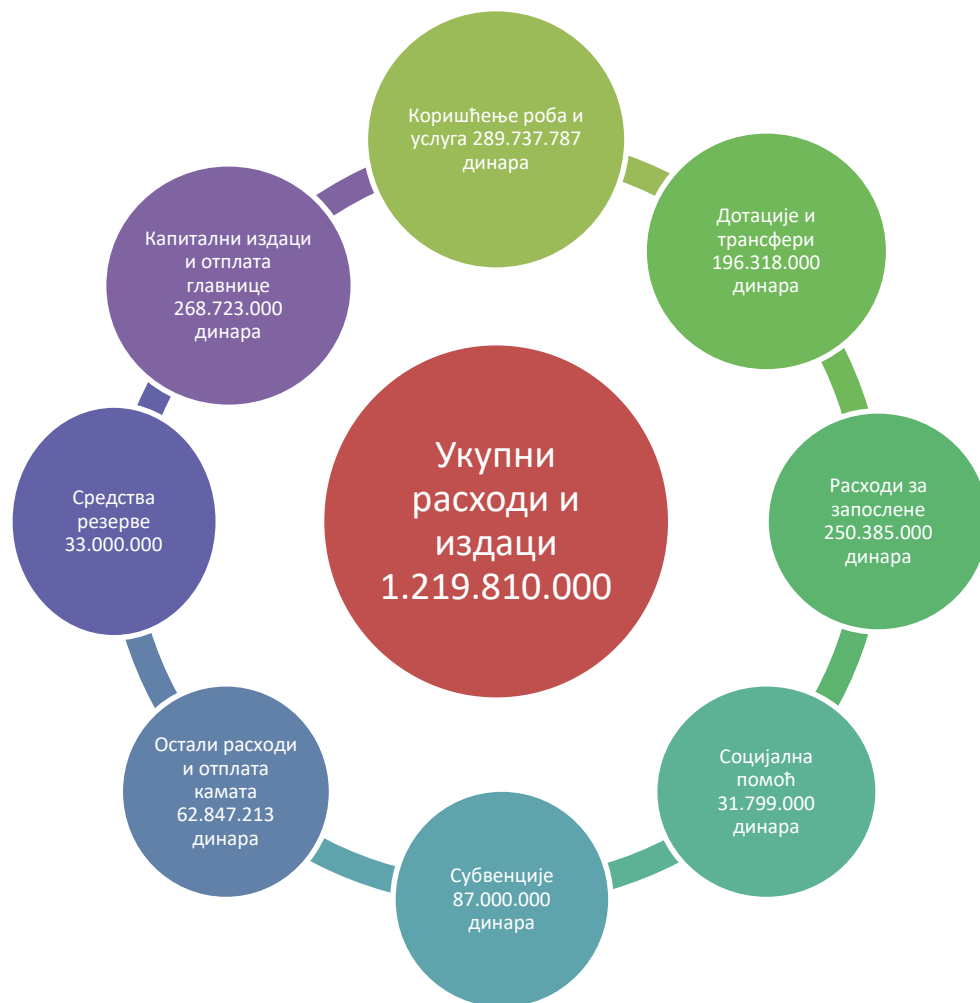 Коришћење роба и
услуга 289.737.787
динара
Дотације и
трансфери
196.318.000
динара
Расходи за
запослене
250.385.000
динара
Социјална
помоћ
31.799.000
динара
Субвенције
87.000.000
динара
Остали расходи
и отплата
камата
62.847.213
динара
Средства
резерве
33.000.000
Капитални издаци
и отплата
главнице
268.723.000
динара
Укупни
расходи и
издаци
1.219.810.000